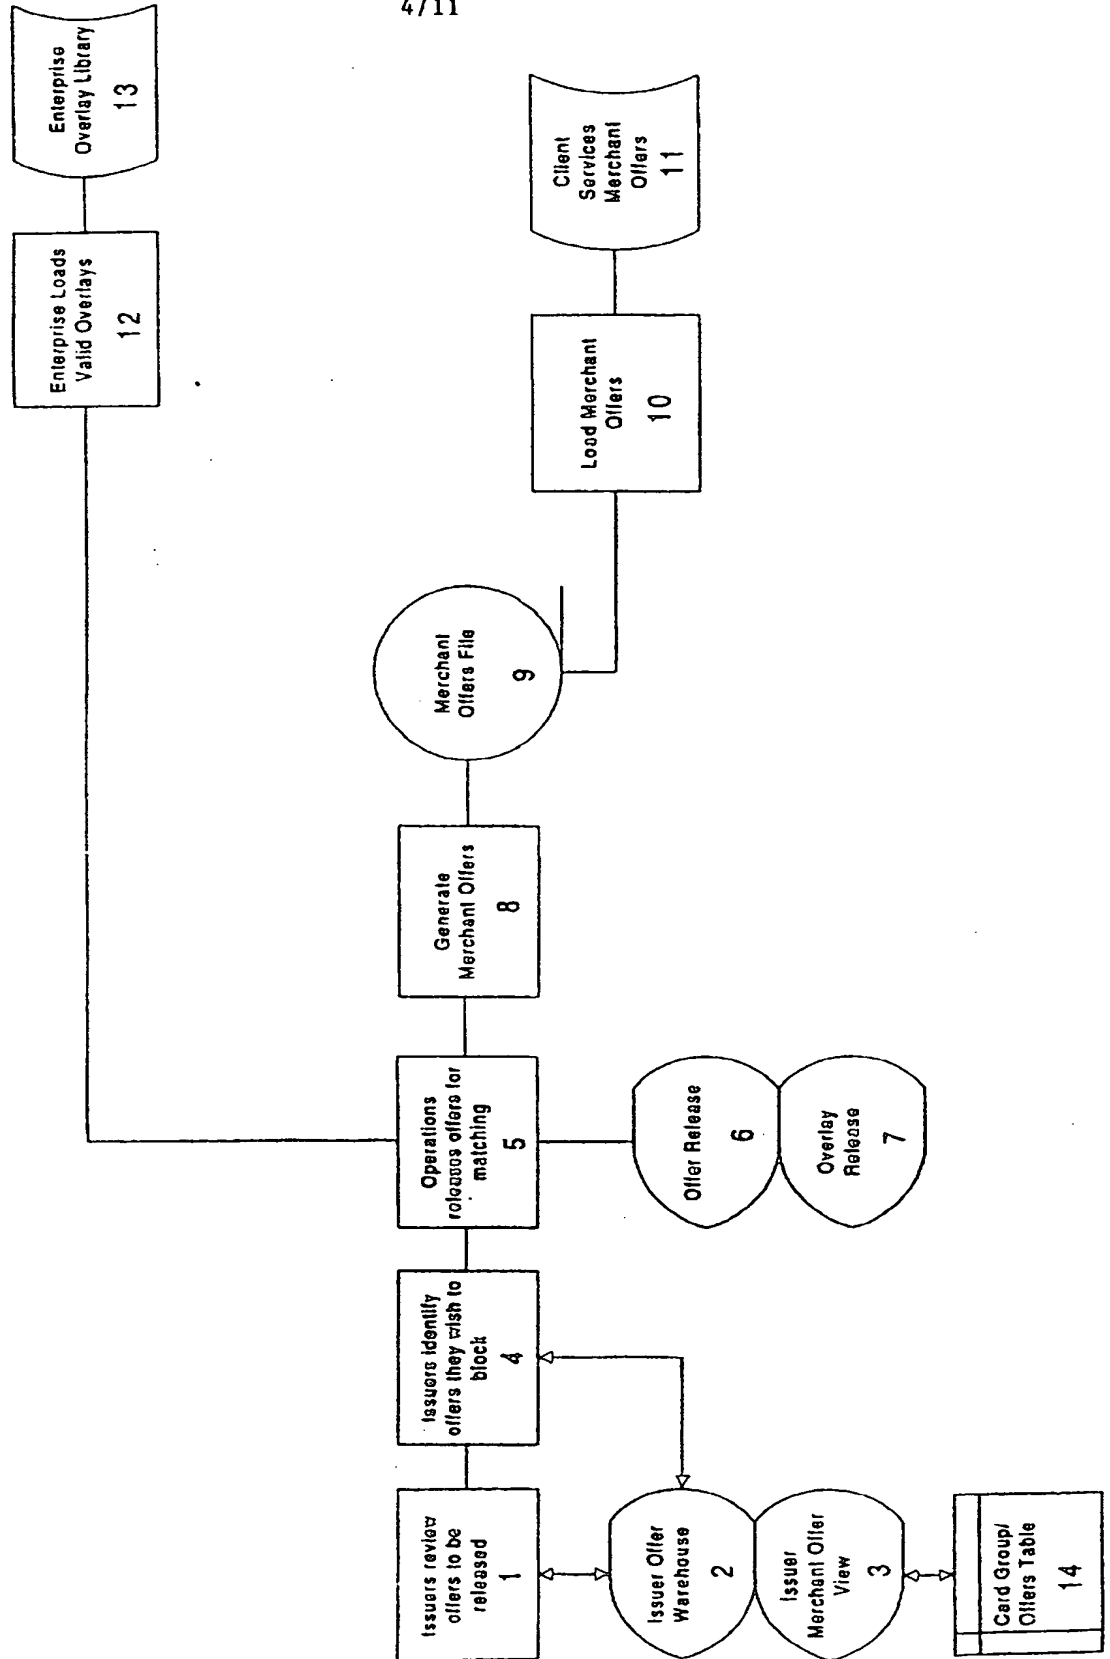 4/11
Issuers review
offers to be
released
1
Issuer Offer
Warehouse
2
Issuer
Merchant Offer
View
3
Card Group/
Offers Table
14
Issuers identify
offers they wish to
block
4
Operations
releases offers for
matching
5
Offer Release
6
Overlay
Release
7
Generate
Merchant Offers
8
Merchant
Offers File
9
Load Merchant
Offers
10
Client
Services
Merchant
Offers
11
Enterprise Loads
Valid Overlays
12
Enterprise
Overlay Library
13